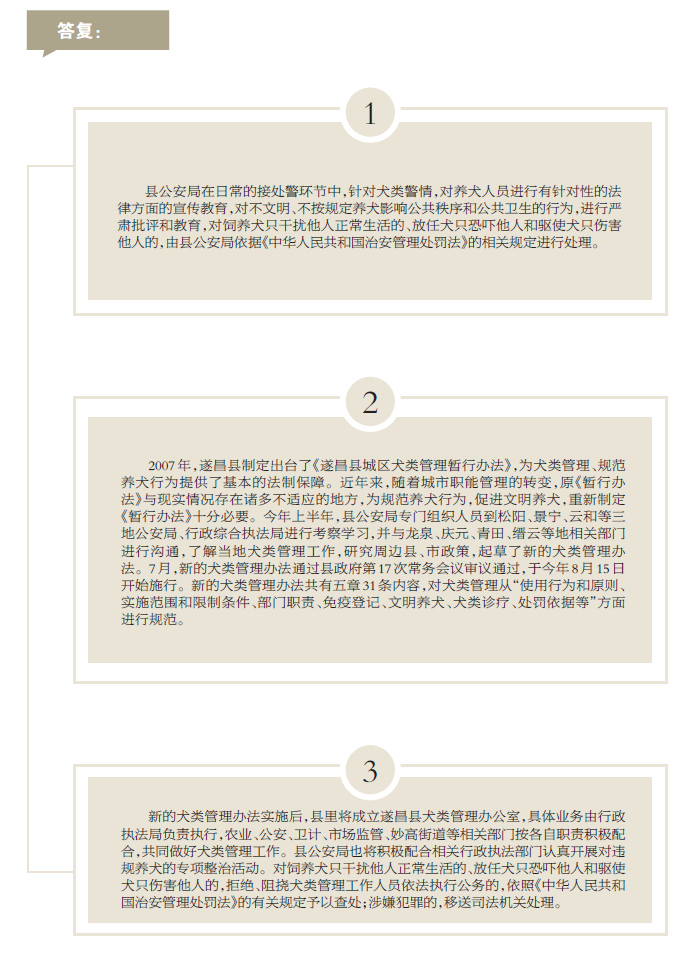 答复：
1
县公安局在日常的接处警环节中，针对犬类警情，对养犬人员进行有针对性的法
律方面的宣传教育，对不文明、不按规定养犬影响公共秩序和公共卫生的行为，进行严
肃批评和教育，对饲养犬只干扰他人正常生活的、放任犬只恐吓他人和驱使犬只伤害
他人的，由县公安局依据《中华人民共和国治安管理处罚法》的相关规定进行处理。
2
2007年，遂昌县制定出台了《遂昌县城区犬类管理暂行办法》，为犬类管理、规范
养犬行为提供了基本的法制保障。近年来，随着城市职能管理的转变，原《暂行办
法》与现实情况存在诸多不适应的地方，为规范养犬行为，促进文明养犬，重新制定
《暂行办法》十分必要。今年上半年，县公安局专门组织人员到松阳、景宁、云和等三
地公安局、行政综合执法局进行考察学习，并与龙泉、庆元、青田、缙云等地相关部门
进行沟通，了解当地犬类管理工作，研究周边县、市政策，起草了新的犬类管理办
法。7月，新的犬类管理办法通过县政府第17次常务会议审议通过，于今年8月15日
开始施行。新的犬类管理办法共有五章31条内容，对犬类管理从“使用行为和原则、
实施范围和限制条件、部门职责、免疫登记、文明养犬、犬类诊疗、处罚依据等”方面
进行规范。
3
新的犬类管理办法实施后，县里将成立遂昌县犬类管理办公室，具体业务由行政
执法局负责执行，农业、公安、卫计、市场监管、妙高街道等相关部门按各自职责积极配
合，共同做好犬类管理工作。县公安局也将积极配合相关行政执法部门认真开展对违
规养犬的专项整治活动。对饲养犬只干扰他人正常生活的、放任犬只恐吓他人和驱使
犬只伤害他人的，拒绝、阻挠犬类管理工作人员依法执行公务的，依照《中华人民共和
国治安管理处罚法》的有关规定予以查处；涉嫌犯罪的，移送司法机关处理。